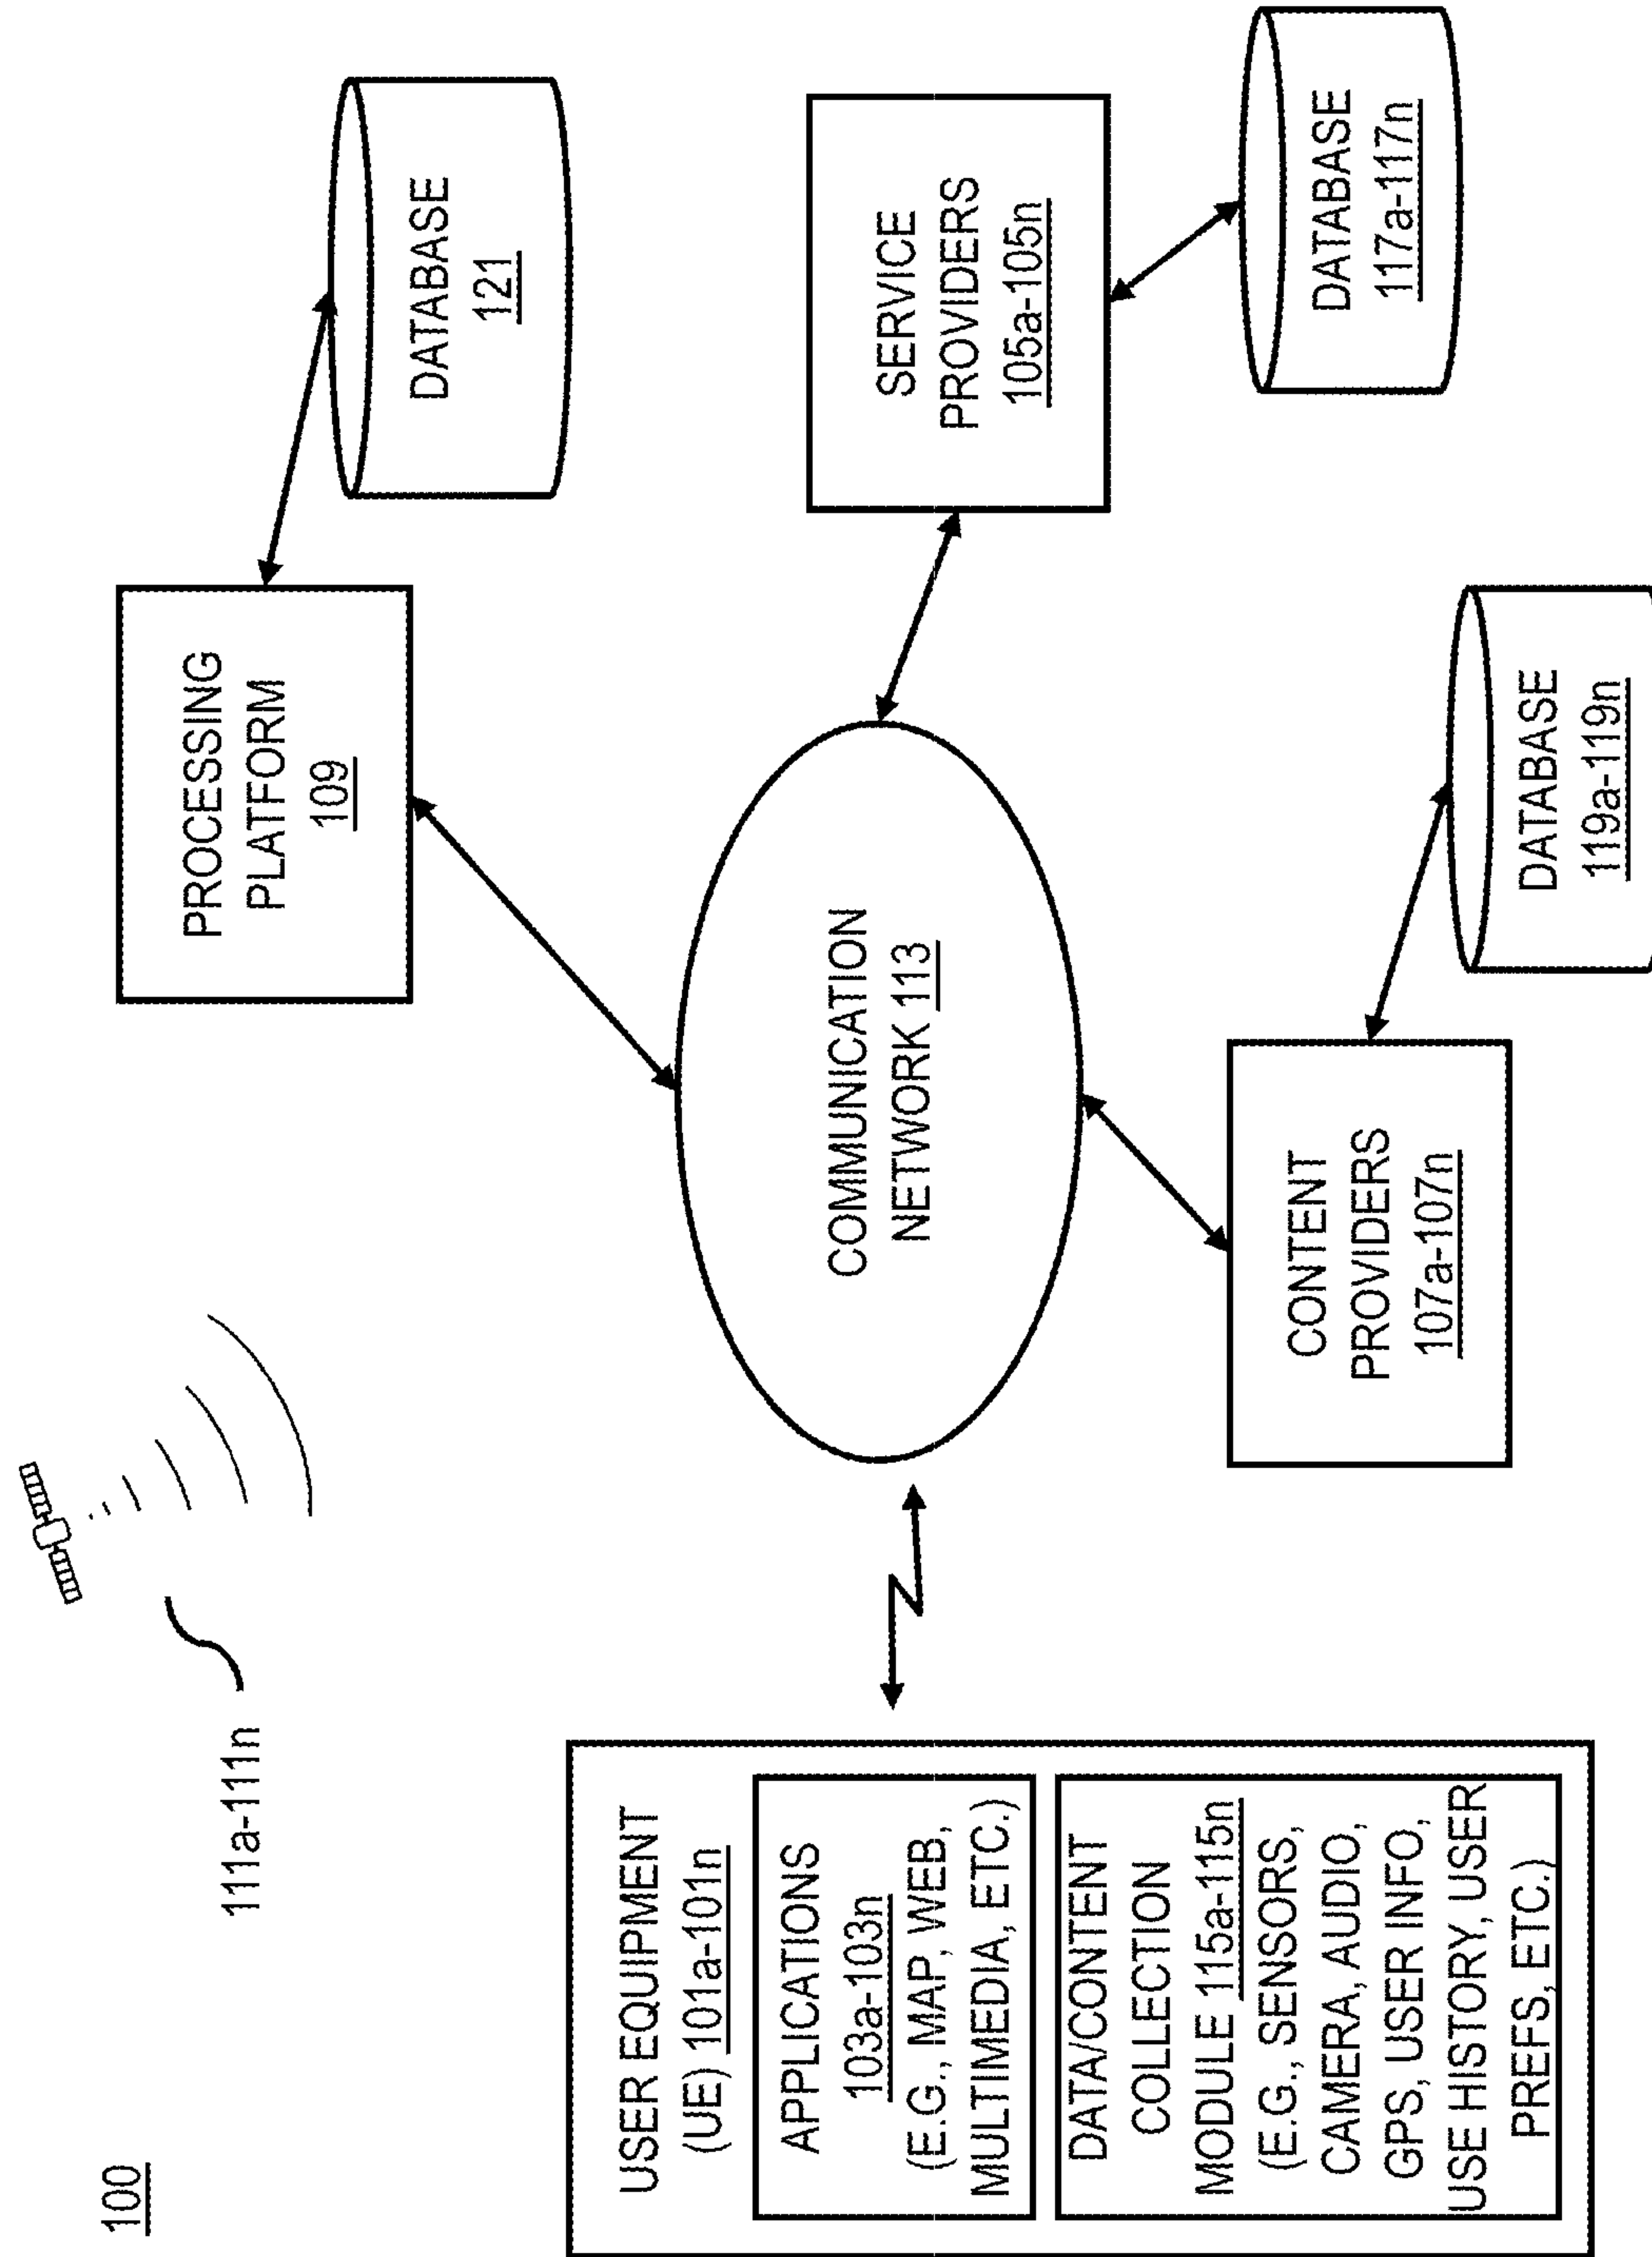 100
111a-111n
USER EQUIPMENT
(UE) 101a-101n
APPLICATIONS
103a-103n
(E.G., MAP, WEB,
MULTIMEDIA, ETC.)
DATA/CONTENT
COLLECTION
MODULE 115a-115n
(E.G., SENSORS,
CAMERA, AUDIO,
GPS, USER INFO,
USE HISTORY, USER
PREFS, ETC.)
COMMUNICATION
NETWORK 113
PROCESSING
PLATFORM
109
DATABASE
121
SERVICE
PROVIDERS
105a-105n
DATABASE
117a-117n
CONTENT
PROVIDERS
107a-107n
DATABASE
119a-119n